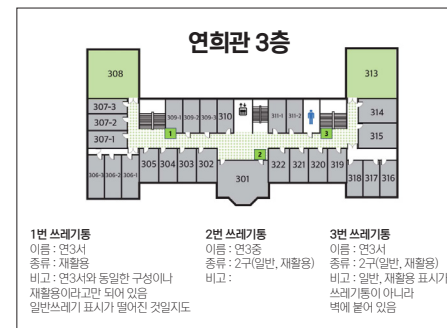 연희관 3층
308
313
307-3
307-2
307-1
309-1
309-2
309-3
310
311-1
311-2
314
315
1
2
3
306-3
306-2
306-1
305
304
303
302
301
322
321
320
319
318
317
316
1번 쓰레기통
이름 : 연3서
종류 : 재활용
비고 : 연3서와 동일한 구성이나
재활용이라고만 되어 있음
일반쓰레기 표시가 떨어진 것일지도
2번 쓰레기통
이름 : 연3중
종류 : 2구(일반, 재활용)
비고 :
3번 쓰레기통
이름 : 연3서
종류 : 2구(일반, 재활용)
비고 : 일반, 재활용 표시가
쓰레기통이 아니라
벽에 붙어 있음